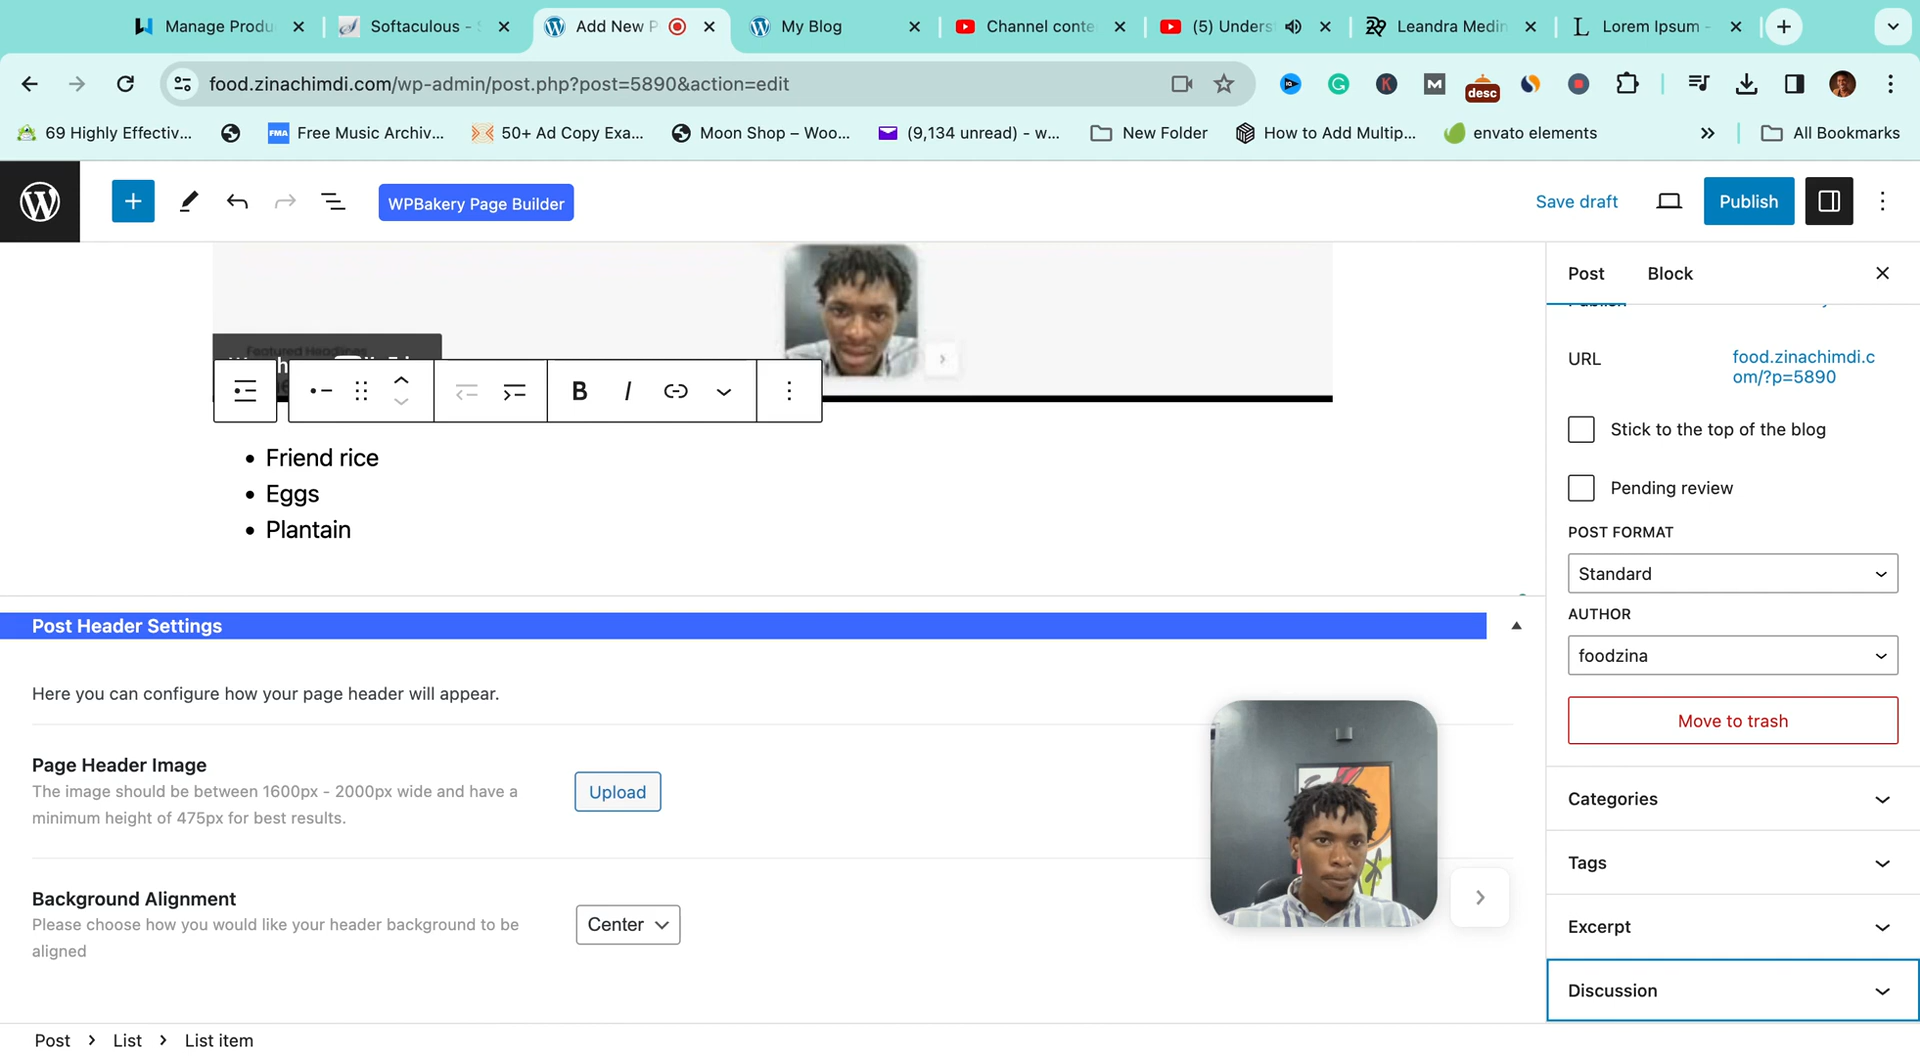 Manage Produ
Softaculous - S
Add New P
My Blog
Channel conte
(5) Unders
Leandra Medin
Lorem Ipsum -
food.zinachimdi.com/wp-admin/post.php?post=5890&action=edit
desc
69 Highly Effectiv...
FMA
Free Music Archiv...
50+ Ad Copy Exa...
Moon Shop – Woo...
(9,134 unread) - w...
New Folder
How to Add Multip...
envato elements
All Bookmarks
WPBakery Page Builder
Save draft
Publish
Post
Block
Featured Headlines
URL
food.zinachimdi.c
om/?p=5890
Stick to the top of the blog
Pending review
POST FORMAT
Standard
AUTHOR
foodzina
Move to trash
Categories
Tags
Excerpt
Discussion
B I
• Friend rice
• Eggs
• Plantain
Post Header Settings
Here you can configure how your page header will appear.
Page Header Image
The image should be between 1600px - 2000px wide and have a
minimum height of 475px for best results.
Upload
Background Alignment
Please choose how you would like your header background to be
aligned
Center
Post > List > List item